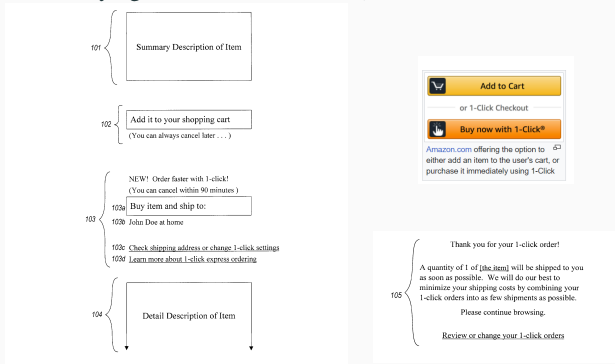 101
Summary Description of Item
102
Add it to your shopping cart
(You can always cancel later . . . )
NEW! Order faster with 1-click!
(You can cancel within 90 minutes )
103
103a
Buy item and ship to:
103b
John Doe at home
103c
Check shipping address or change 1-click settings
103d
Learn more about 1-click express ordering
104
Detail Description of Item
Add to Cart
or 1-Click Checkout
Buy now with 1-Click®
Amazon.com offering the option to
either add an item to the user's cart, or
purchase it immediately using 1-Click
105
Thank you for your 1-click order!
A quantity of 1 of [the item] will be shipped to you
as soon as possible. We will do our best to
minimize your shipping costs by combining your
1-click orders into as few shipments as possible.
Please continue browsing.
Review or change your 1-click orders